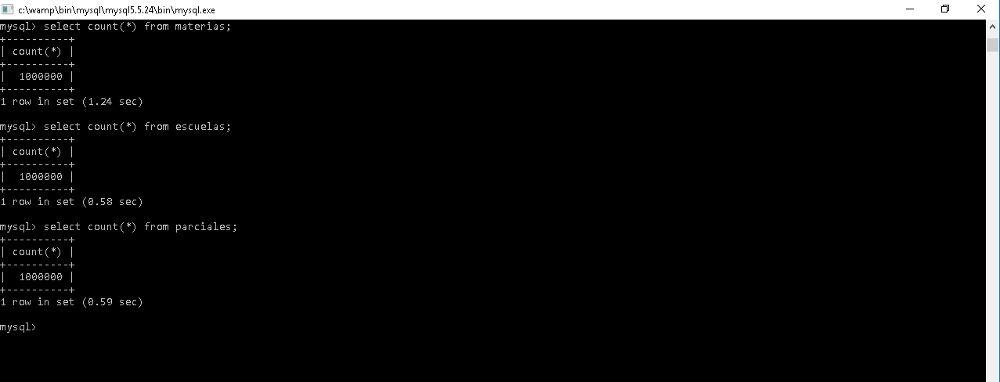 c:\wamp\bin\mysql\mysql5.5.24\bin\mysql.exe
mysql> select count(*) from materias;
+----------+
| count(*) |
+----------+
|  1000000 |
+----------+
1 row in set (1.24 sec)
mysql> select count(*) from escuelas;
+----------+
| count(*) |
+----------+
|  1000000 |
+----------+
1 row in set (0.58 sec)
mysql> select count(*) from parciales;
+----------+
| count(*) |
+----------+
|  1000000 |
+----------+
1 row in set (0.59 sec)
mysql>